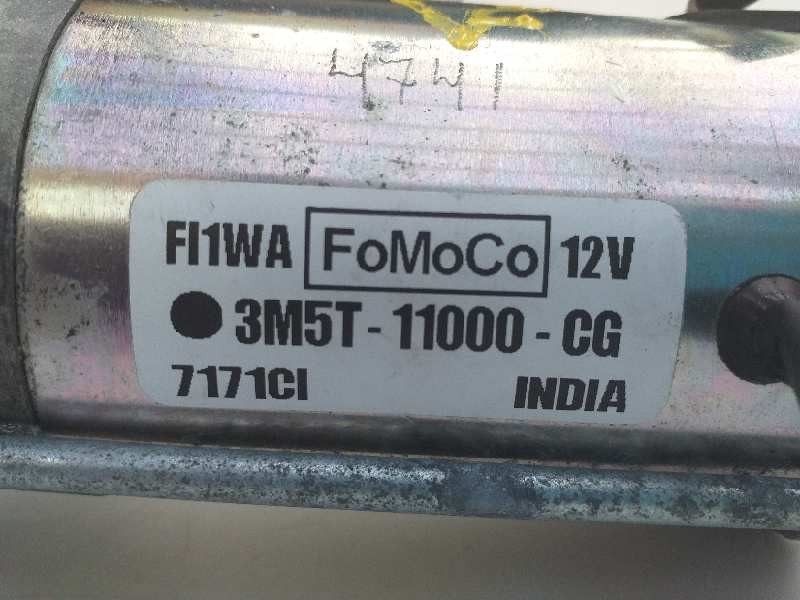 4741
FI1WA FoMoCo 12V
3M5T-11000-CG
7171CI INDIA